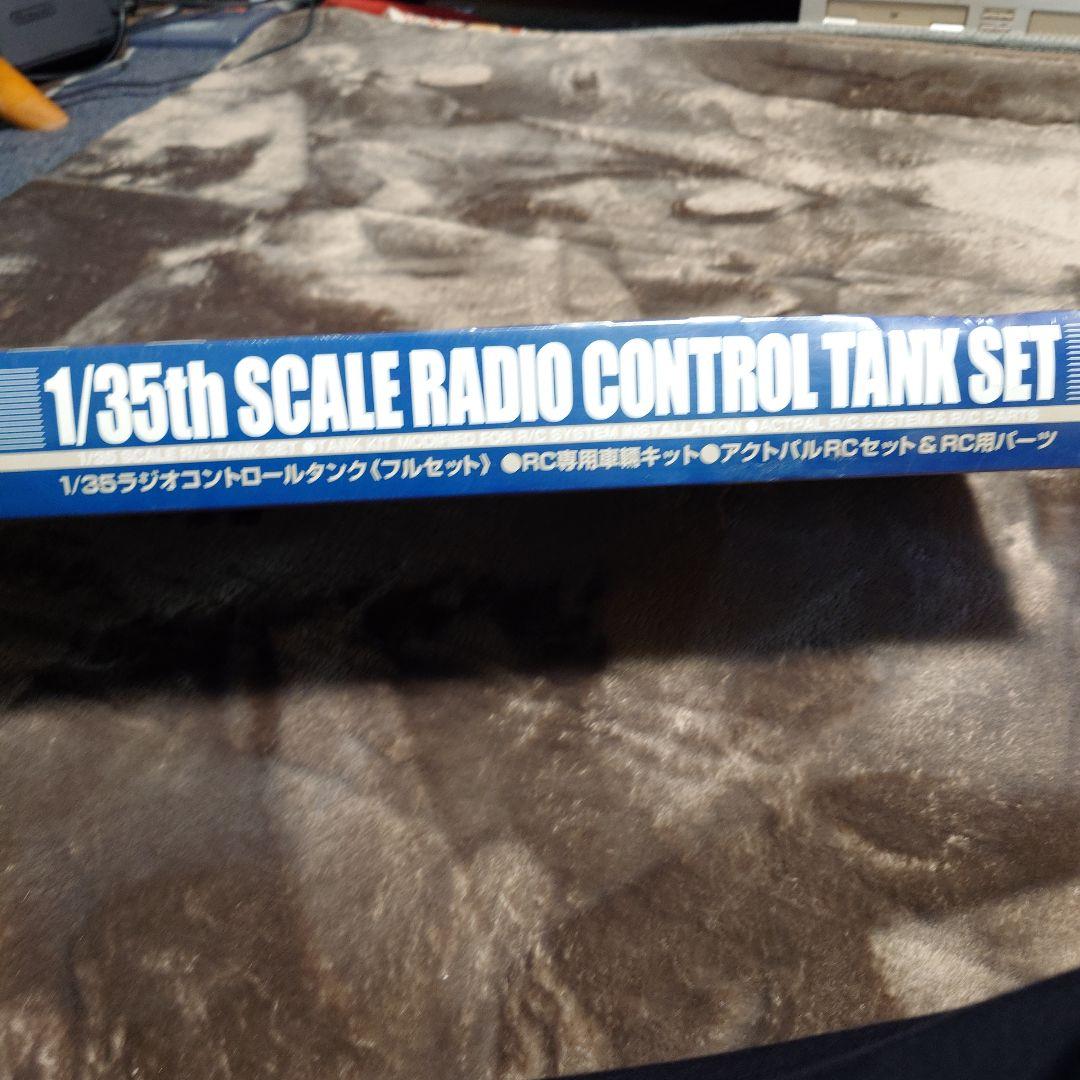 1/35th SCALE RADIO CONTROL TANK SET
1/35 SCALE R/C TANK SET ●TANK KIT MODIFIED FOR R/C SYSTEM INSTALLATION ●ACTPAL R/C SYSTEM & R/C PARTS
1/35ラジオコントロールタンク《フルセット》 ●RC専用車輌キット●アクトパルRCセット&RC用パーツ